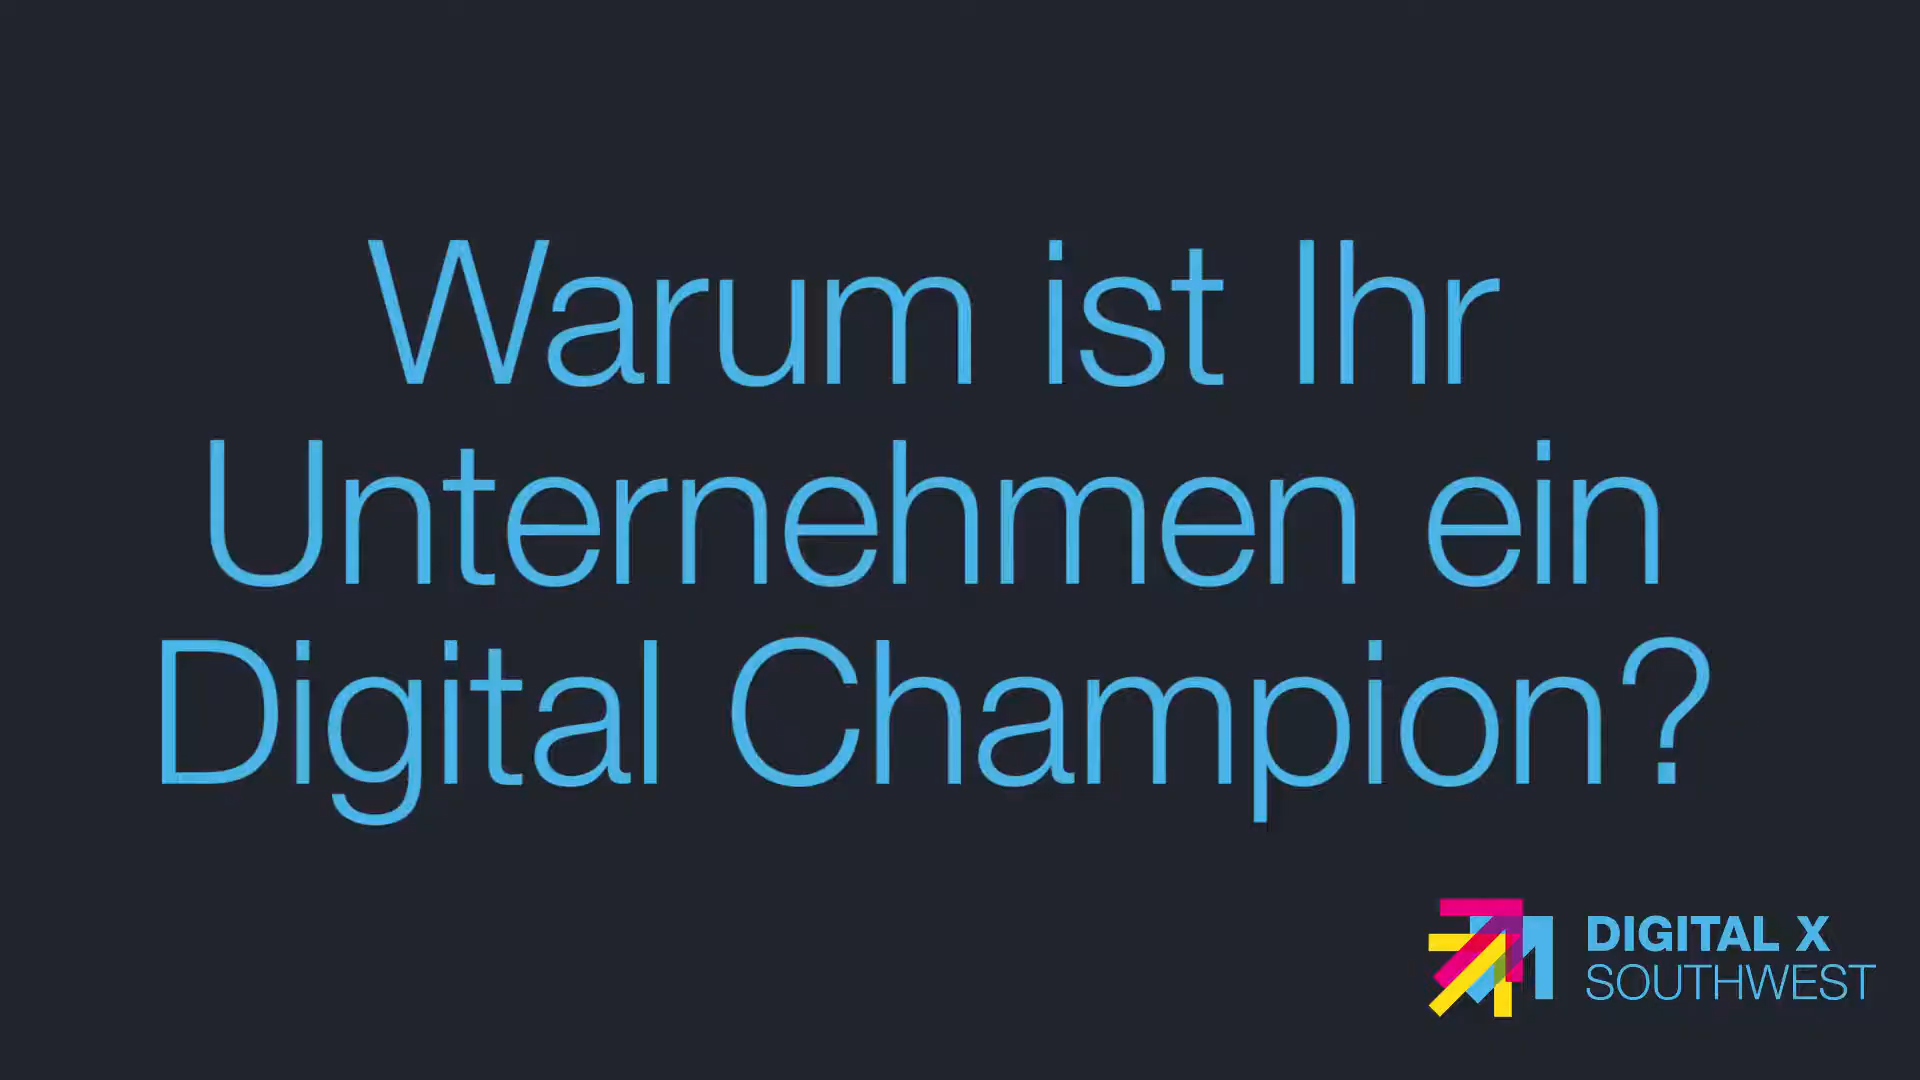 Warum ist Ihr
Unternehmen ein
Digital Champion?
DIGITAL X
SOUTHWEST